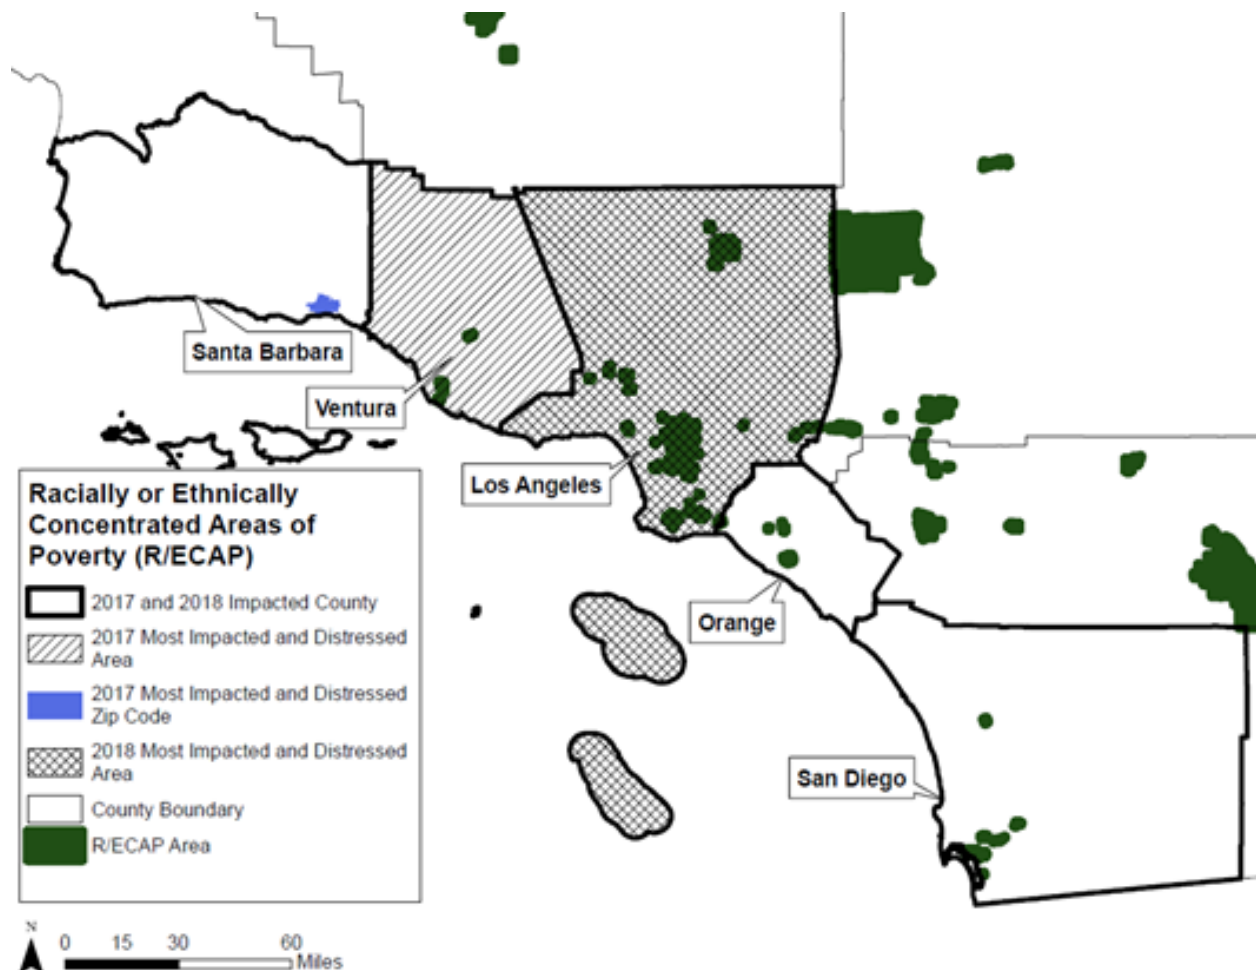 Santa Barbara
Ventura
Los Angeles
Orange
San Diego
Racially or Ethnically
Concentrated Areas of
Poverty (R/ECAP)
2017 and 2018 Impacted County
2017 Most Impacted and Distressed
Area
2017 Most Impacted and Distressed
Zip Code
2018 Most Impacted and Distressed
Area
County Boundary
R/ECAP Area
N
0 15 30 60
Miles